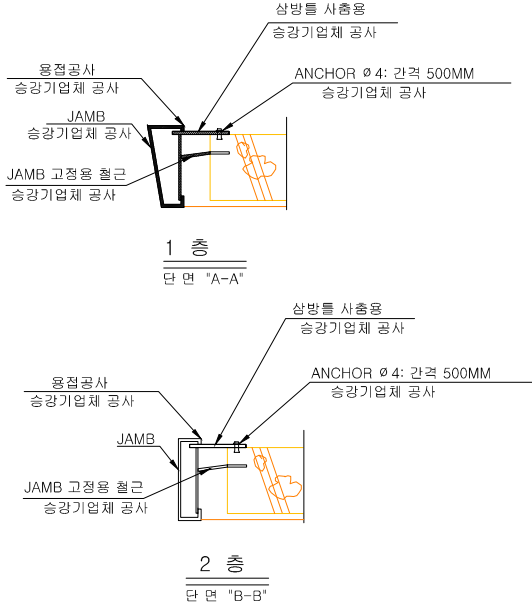 삼방틀 사춤용
승강기업체 공사
용접공사
승강기업체 공사
ANCHOR ø4: 간격 500MM
승강기업체 공사
JAMB
승강기업체 공사
JAMB 고정용 철근
승강기업체 공사
1 층
단면 "A-A"
삼방틀 사춤용
승강기업체 공사
ANCHOR ø4: 간격 500MM
승강기업체 공사
용접공사
승강기업체 공사
JAMB
JAMB 고정용 철근
승강기업체 공사
2 층
단면 "B-B"